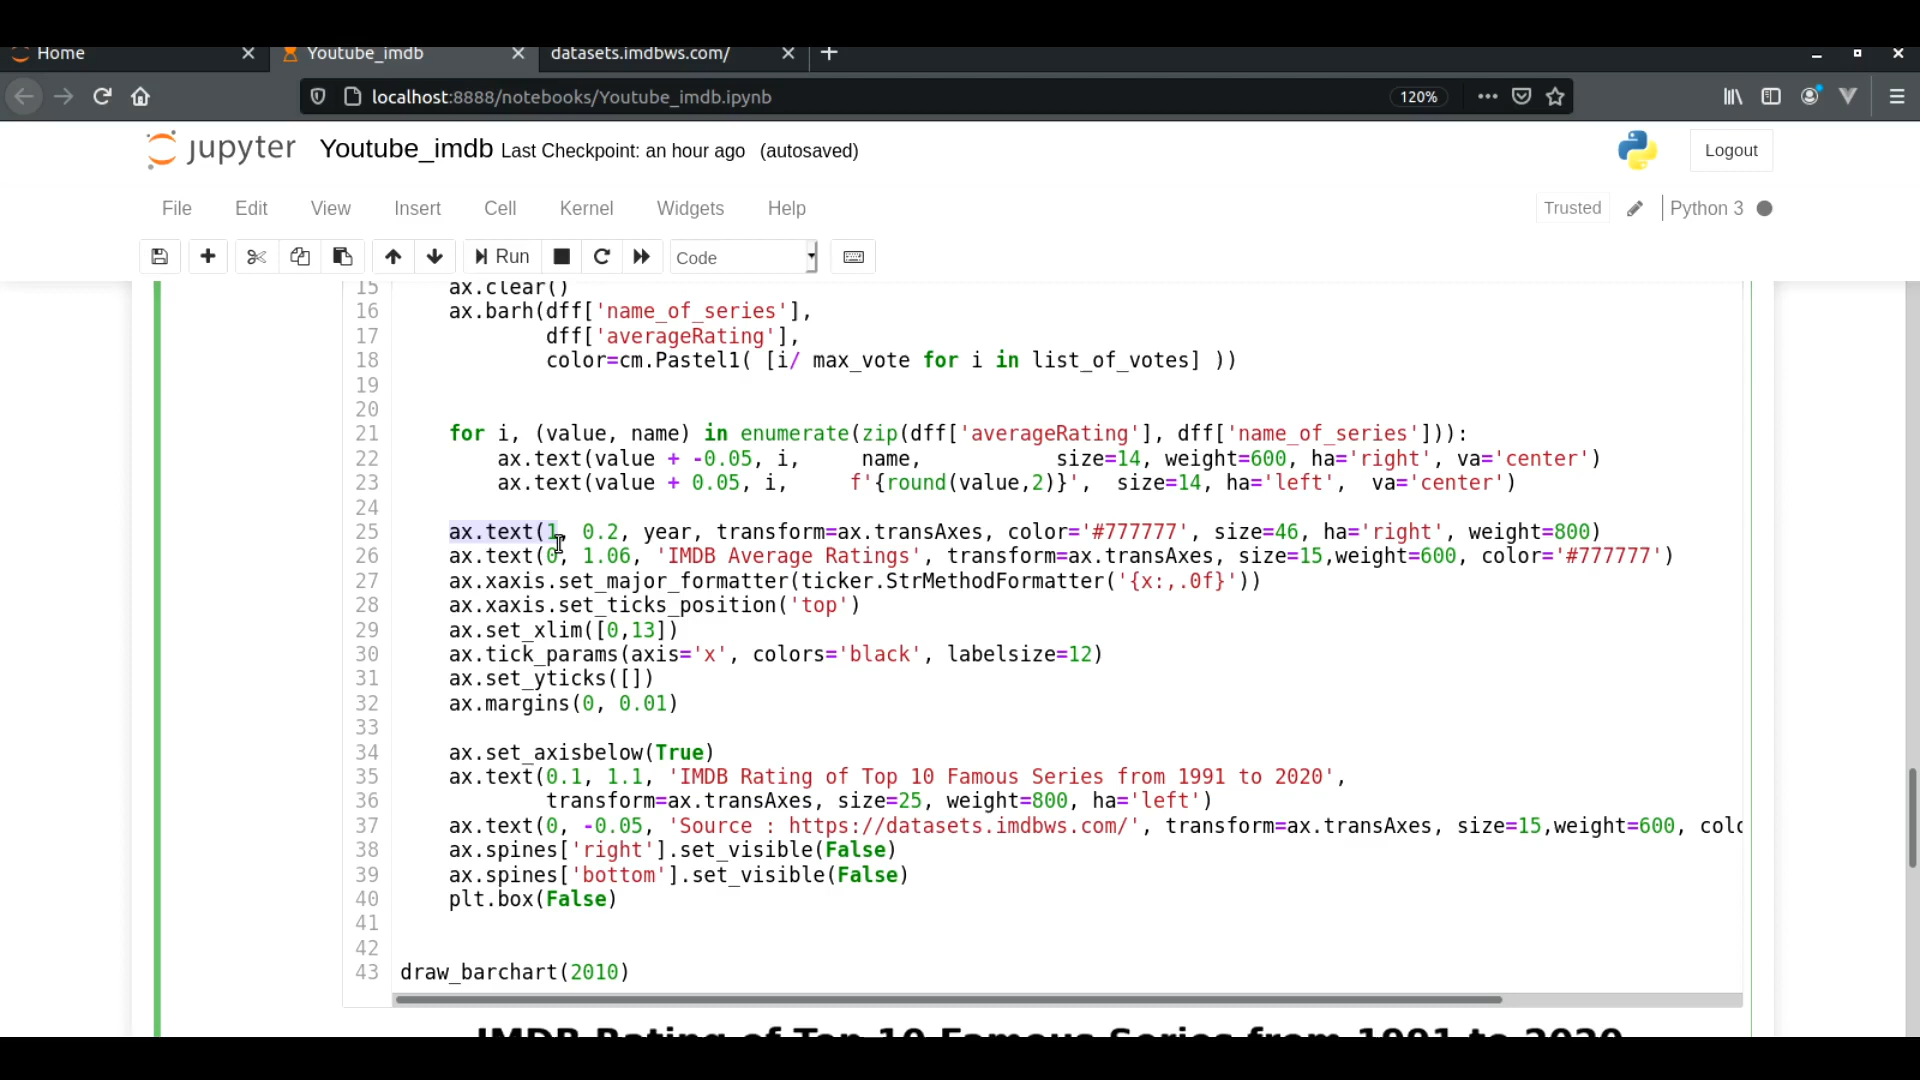 Home
Youtube_imdb
datasets.imdbws.com/
localhost:8888/notebooks/Youtube_imdb.ipynb
120%
jupyter
Youtube_imdb Last Checkpoint: an hour ago (autosaved)
Logout
File Edit View Insert Cell Kernel Widgets Help
Trusted
Python 3
Run
Code
15 ax.clear()
16 ax.barh(dff['name_of_series'],
17 dff['averageRating'],
18 color=cm.Pastel1( [i/ max_vote for i in list_of_votes] ))
19
20
21 for i, (value, name) in enumerate(zip(dff['averageRating'], dff['name_of_series'])):
22 ax.text(value + -0.05, i, name, size=14, weight=600, ha='right', va='center')
23 ax.text(value + 0.05, i, f'{round(value,2)}', size=14, ha='left', va='center')
24
25 ax.text(1, 0.2, year, transform=ax.transAxes, color='#777777', size=46, ha='right', weight=800)
26 ax.text(0, 1.06, 'IMDB Average Ratings', transform=ax.transAxes, size=15,weight=600, color='#777777')
27 ax.xaxis.set_major_formatter(ticker.StrMethodFormatter('{x:,.0f}'))
28 ax.xaxis.set_ticks_position('top')
29 ax.set_xlim([0,13])
30 ax.tick_params(axis='x', colors='black', labelsize=12)
31 ax.set_yticks([])
32 ax.margins(0, 0.01)
33
34 ax.set_axisbelow(True)
35 ax.text(0.1, 1.1, 'IMDB Rating of Top 10 Famous Series from 1991 to 2020',
36 transform=ax.transAxes, size=25, weight=800, ha='left')
37 ax.text(0, -0.05, 'Source : https://datasets.imdbws.com/', transform=ax.transAxes, size=15,weight=600, colo
38 ax.spines['right'].set_visible(False)
39 ax.spines['bottom'].set_visible(False)
40 plt.box(False)
41
42
43 draw_barchart(2010)
IMDB Rating of Top 10 Famous Series from 1991 to 2020